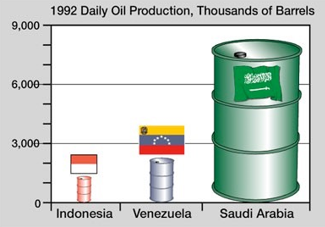 1992 Daily Oil Production, Thousands of Barrels
9,000
6,000
3,000
0
Indonesia
Venezuela
Saudi Arabia